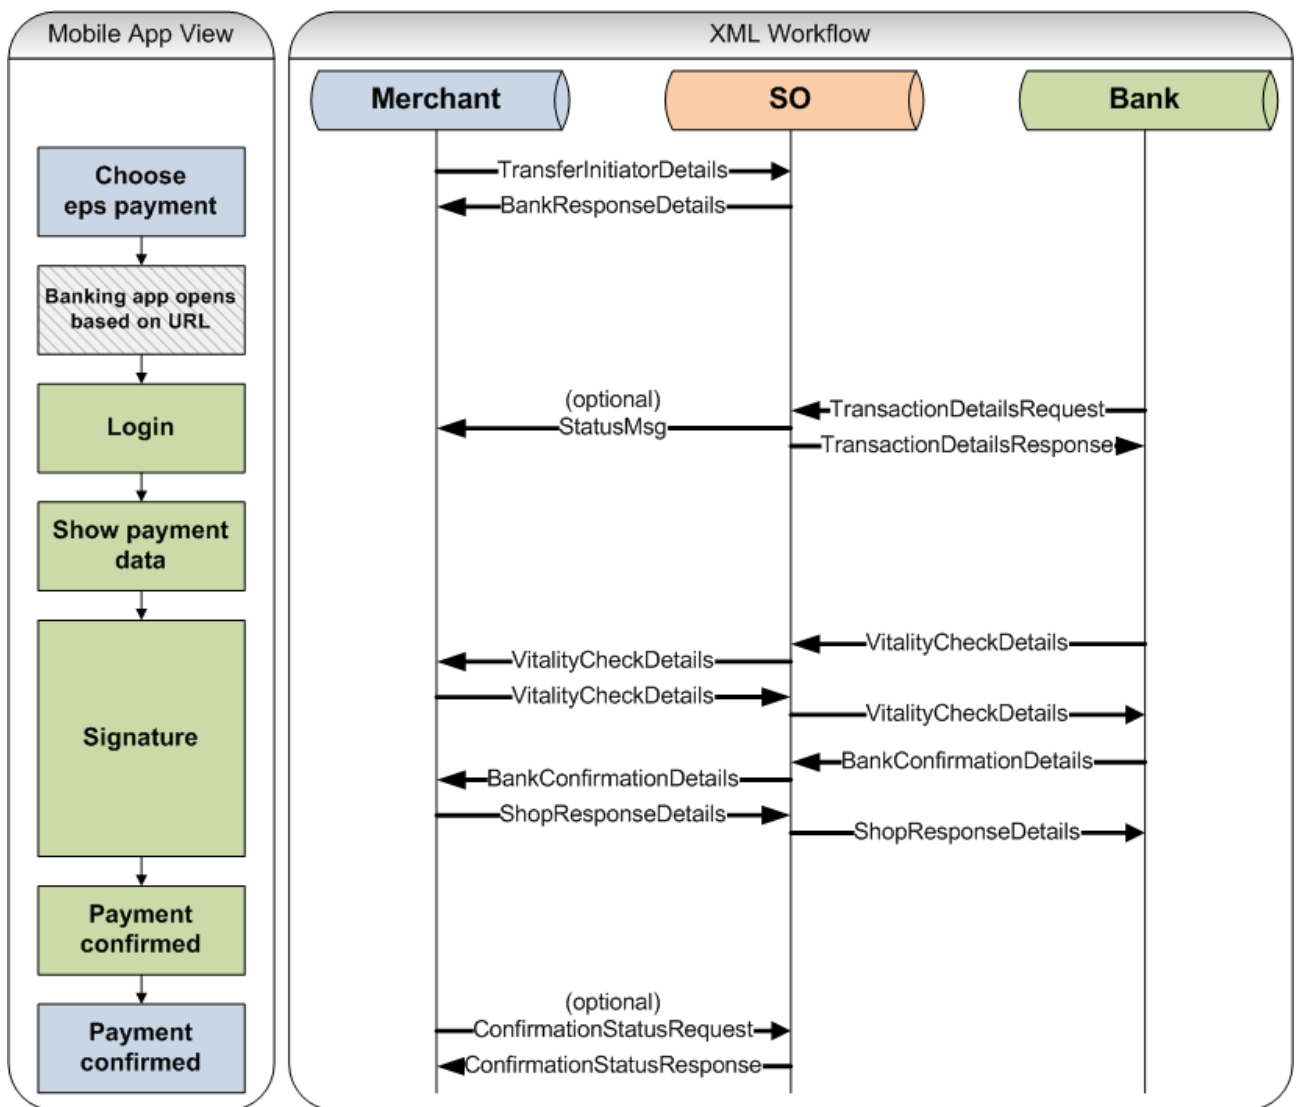 Mobile App View
Choose
eps payment
Banking app opens
based on URL
Login
Show payment
data
Signature
Payment
confirmed
Payment
confirmed
XML Workflow
Merchant
SO
Bank
TransferInitiatorDetails
BankResponseDetails
TransactionDetailsRequest
(optional)
StatusMsg
TransactionDetailsResponse
VitalityCheckDetails
VitalityCheckDetails
VitalityCheckDetails
VitalityCheckDetails
BankConfirmationDetails
BankConfirmationDetails
ShopResponseDetails
ShopResponseDetails
(optional)
ConfirmationStatusRequest
ConfirmationStatusResponse